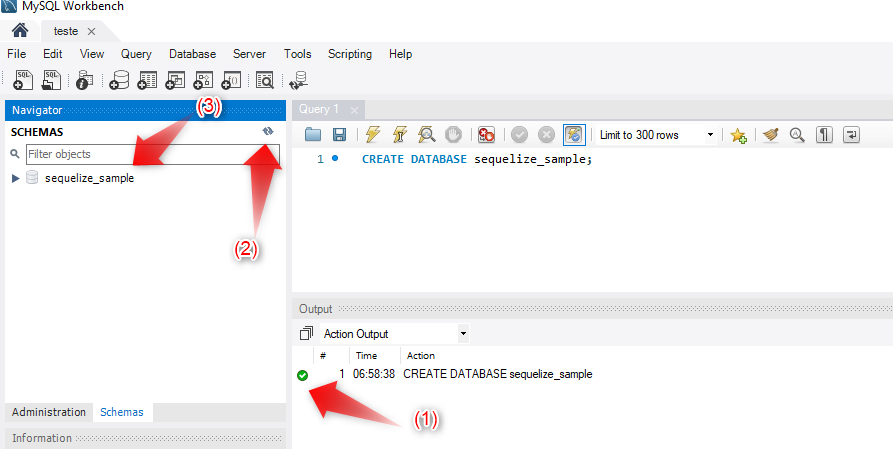 MySQL Workbench
teste
File Edit View Query Database Server Tools Scripting Help
Navigator
SCHEMAS
Filter objects
sequelize_sample
(3)
(2)
Administration Schemas
Information
Query 1
Limit to 300 rows
1 CREATE DATABASE sequelize_sample;
Output
Action Output
# Time Action
1 06:58:38 CREATE DATABASE sequelize_sample
(1)